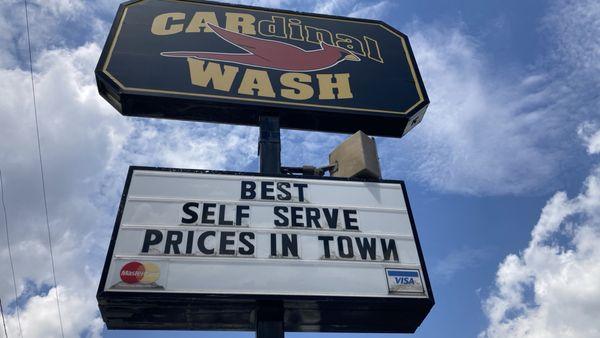 CARdinal
WASH
BEST
SELF SERVE
PRICES IN TOWN
MasterCard
VISA